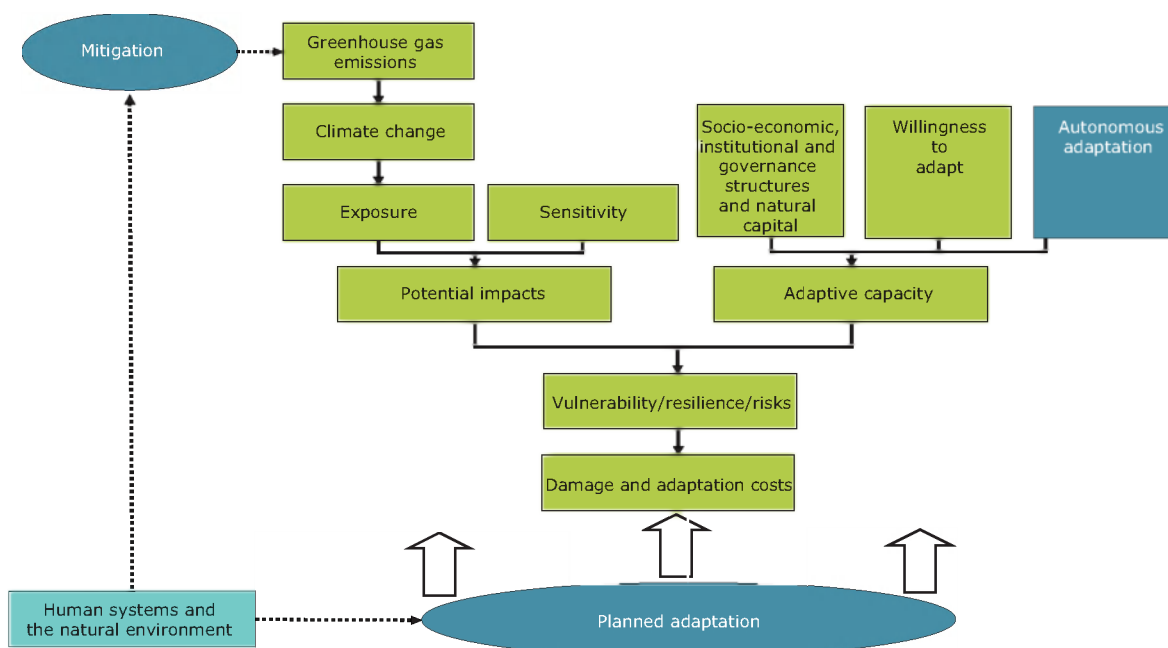 Mitigation
Greenhouse gas
emissions
Climate change
Exposure
Sensitivity
Socio-economic,
institutional and
governance
structures
and natural
capital
Willingness
to
adapt
Autonomous
adaptation
Potential impacts
Adaptive capacity
Vulnerability/resilience/risks
Damage and adaptation costs
Human systems and
the natural environment
Planned adaptation